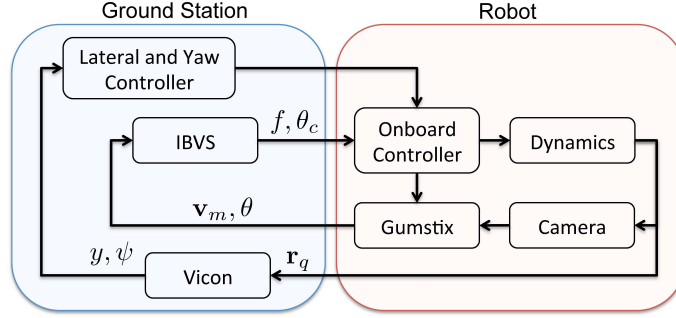 Ground Station
Robot
Lateral and Yaw
Controller
IBVS
f, θ_c
Onboard
Controller
Dynamics
v_m, θ
Gumstix
Camera
y, ψ
Vicon
r_q